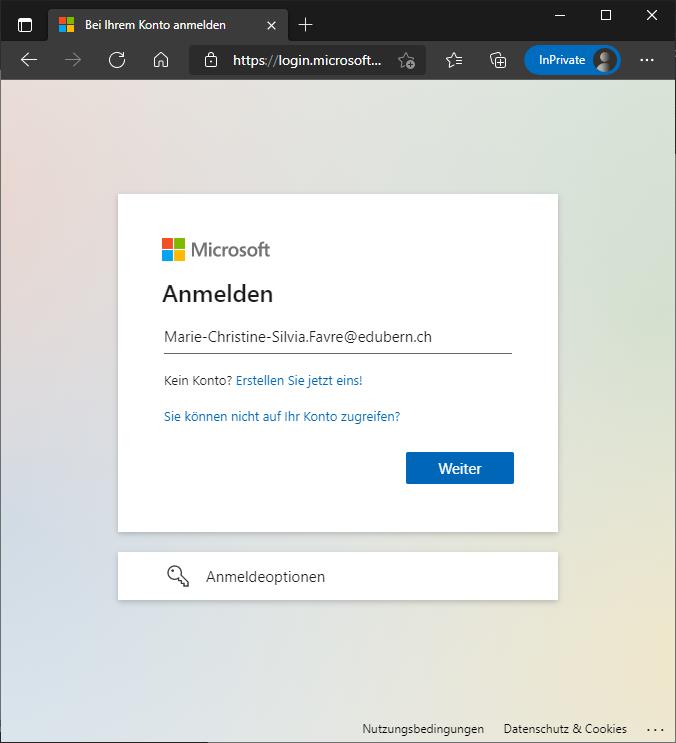 Bei Ihrem Konto anmelden
https://login.microsoft...
InPrivate
Microsoft
Anmelden
Marie-Christine-Silvia.Favre@edubern.ch
Kein Konto? Erstellen Sie jetzt eins!
Sie können nicht auf Ihr Konto zugreifen?
Weiter
Anmeldeoptionen
Nutzungsbedingungen Datenschutz & Cookies ...